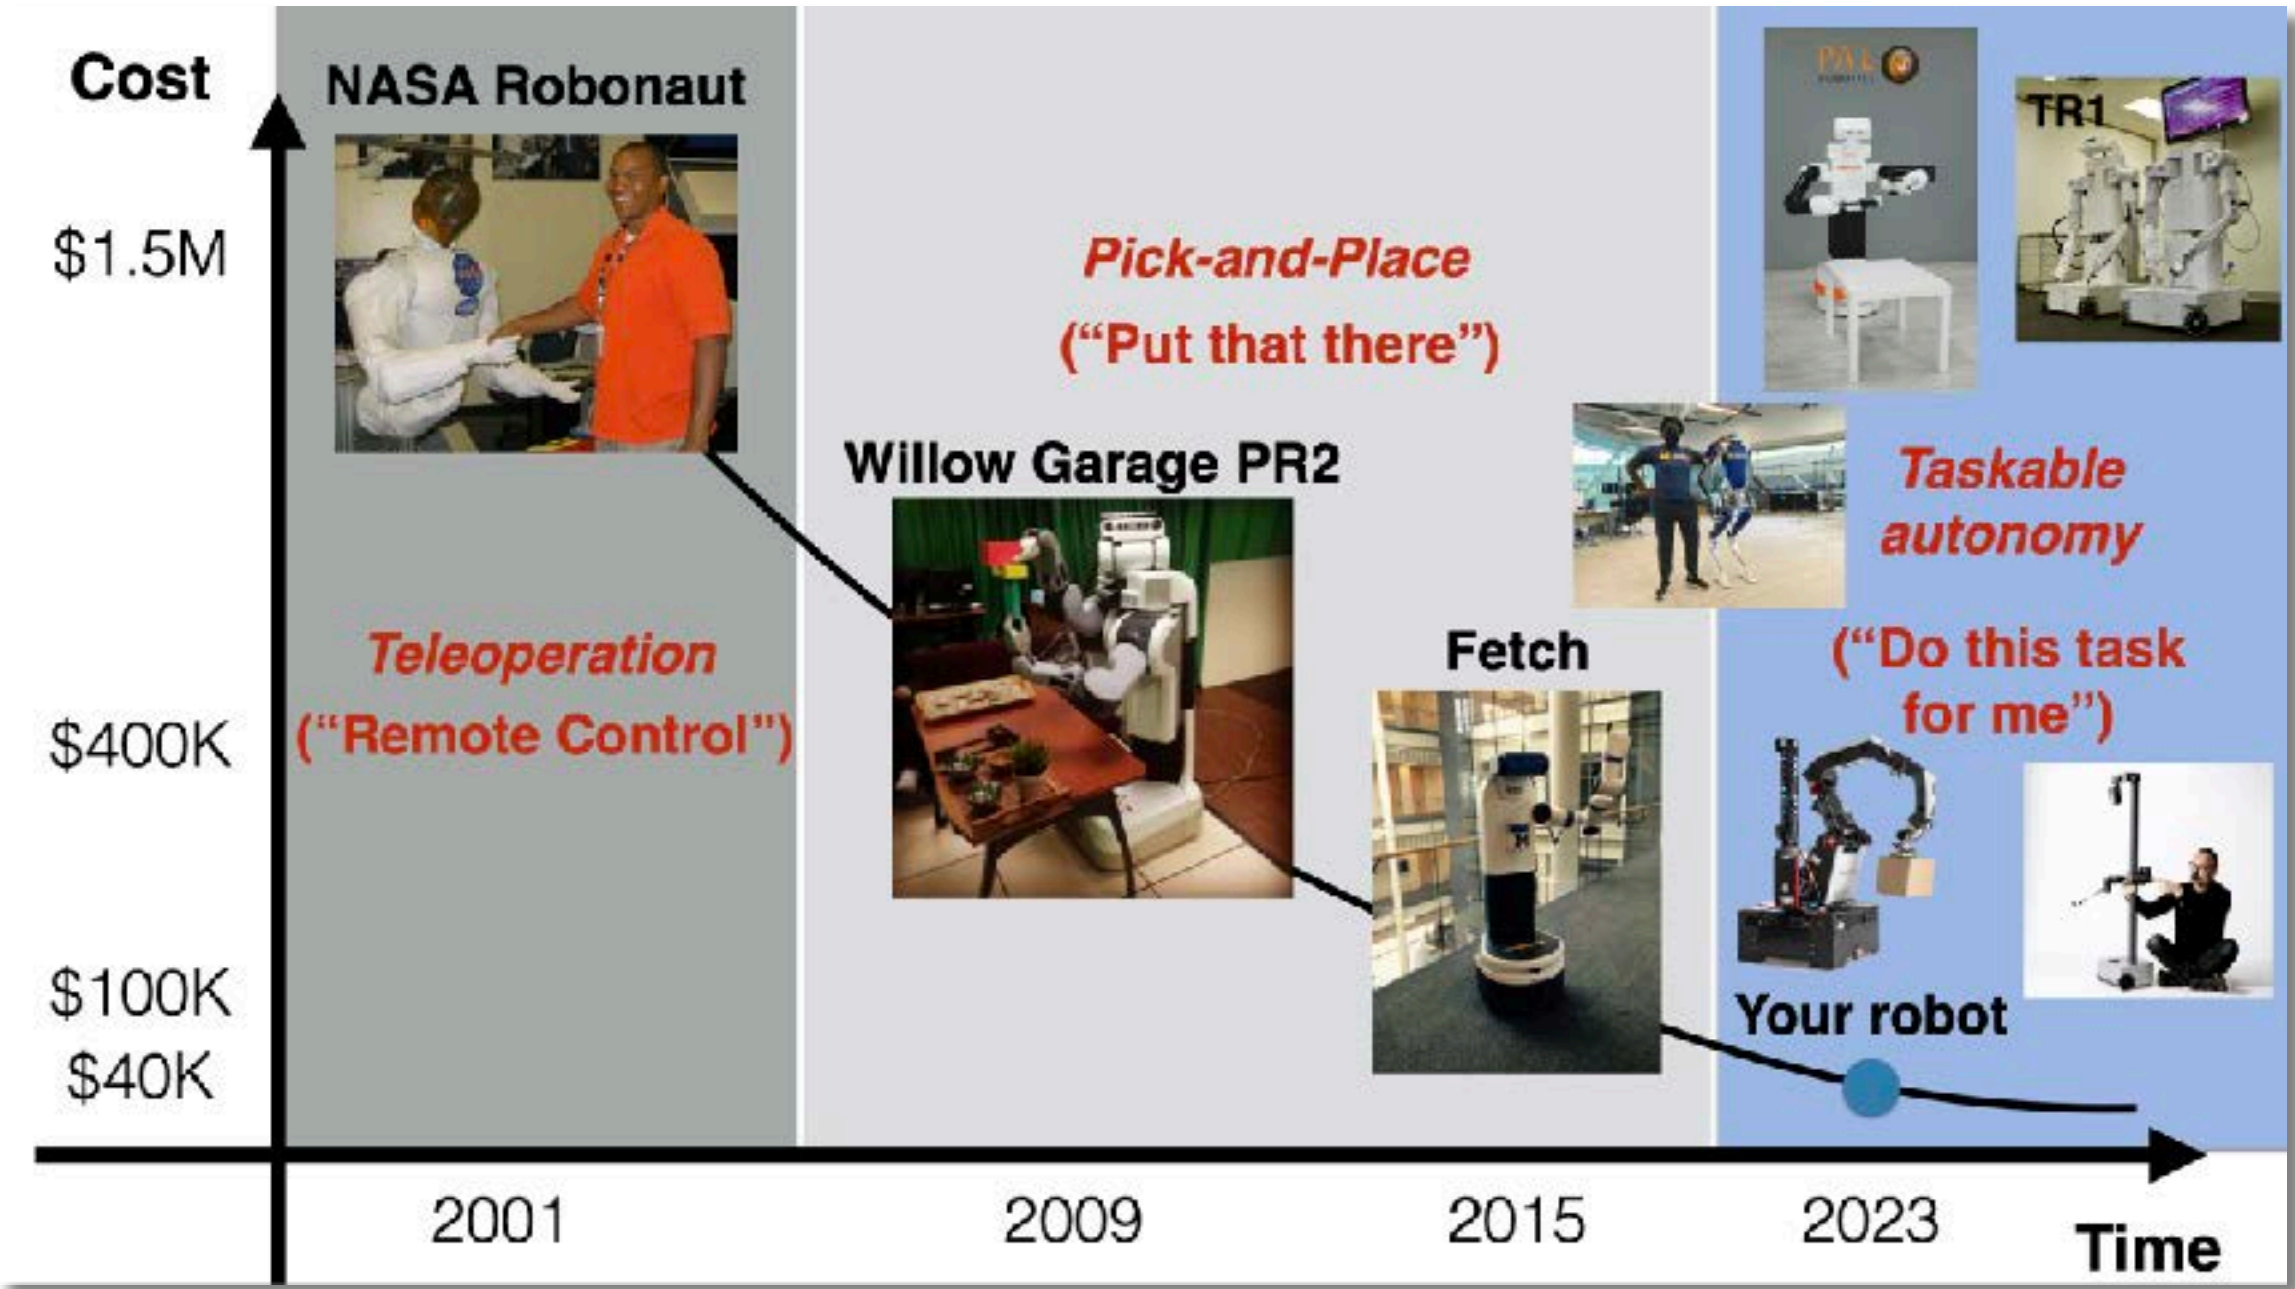 Cost
NASA Robonaut
$1.5M
$400K
$100K
$40K
Teleoperation
(“Remote Control”)
Pick-and-Place
(“Put that there”)
Willow Garage PR2
Fetch
PAL
TR1
Taskable
autonomy
(“Do this task
for me”)
Your robot
2001
2009
2015
2023
Time